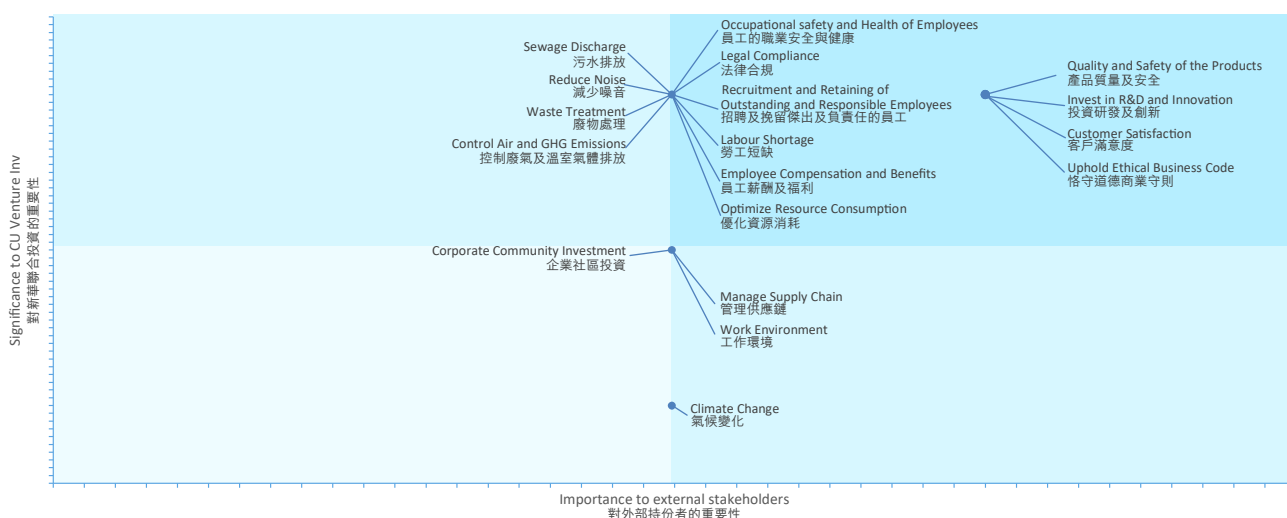 Sewage Discharge
污水排放
Reduce Noise
減少噪音
Waste Treatment
廢物處理
Control Air and GHG Emissions
控制廢氣及溫室氣體排放
Occupational safety and Health of Employees
員工的職業安全與健康
Legal Compliance
法律合規
Recruitment and Retaining of
Outstanding and Responsible Employees
招聘及挽留傑出及負責任的員工
Labour Shortage
勞工短缺
Employee Compensation and Benefits
員工薪酬及福利
Optimize Resource Consumption
優化資源消耗
Quality and Safety of the Products
產品質量及安全
Invest in R&D and Innovation
投資研發及創新
Customer Satisfaction
客戶滿意度
Uphold Ethical Business Code
恪守道德商業守則
Corporate Community Investment
企業社區投資
Manage Supply Chain
管理供應鏈
Work Environment
工作環境
Climate Change
氣候變化
Significance to CU Venture Inv
對新華聯合投資的重要性
Importance to external stakeholders
對外部持份者的重要性